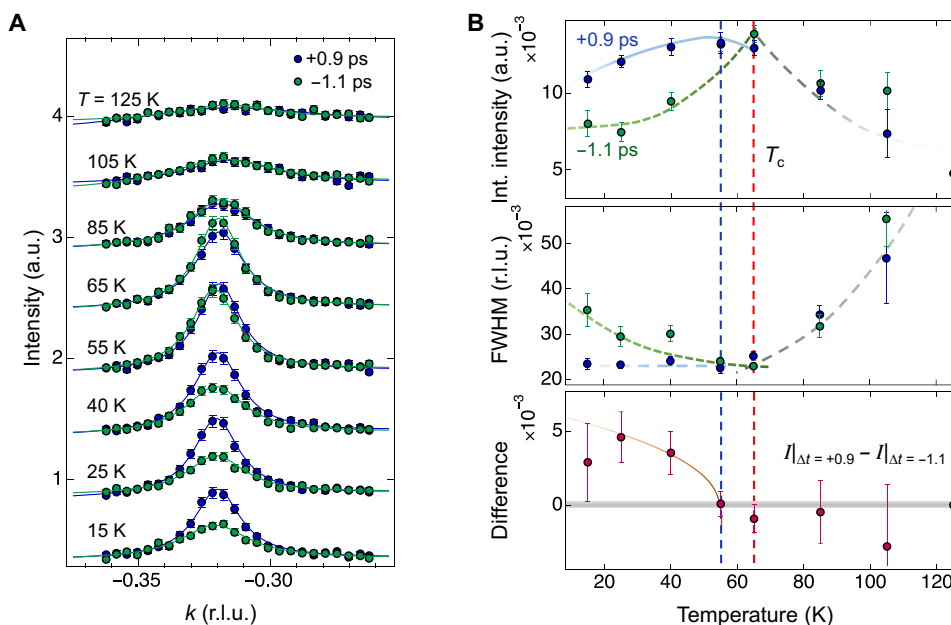 A
+0.9 ps
−1.1 ps
T = 125 K
105 K
85 K
65 K
55 K
40 K
25 K
15 K
4
3
2
1
Intensity (a.u.)
−0.35
−0.30
k (r.l.u.)
B
×10⁻³
+0.9 ps
−1.1 ps
Tc
10
5
Int. intensity (a.u.)
×10⁻³
50
40
30
20
FWHM (r.l.u.)
×10⁻³
I|Δt = +0.9 − I|Δt = −1.1
5
0
Difference
20
40
60
80
100
120
Temperature (K)